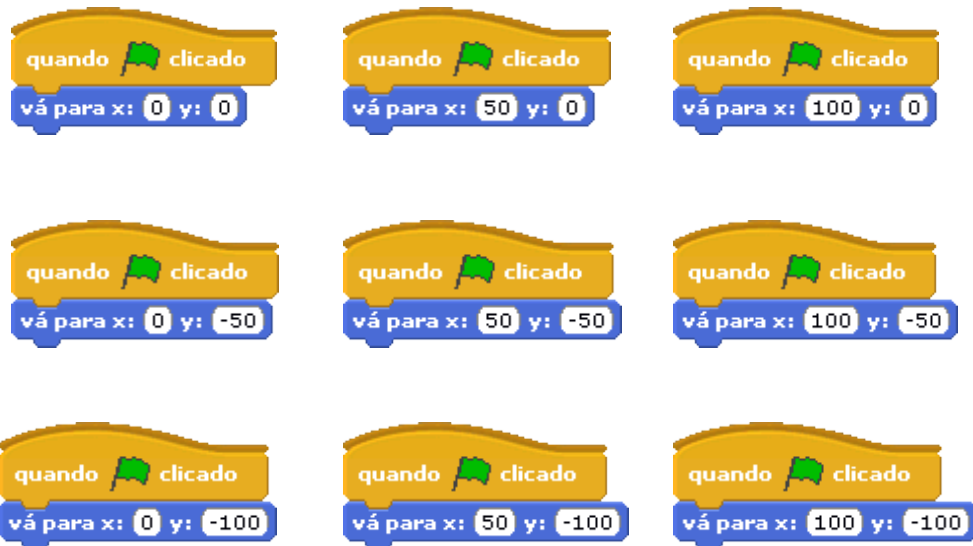 quando clicado
vá para x: 0 y: 0
quando clicado
vá para x: 50 y: 0
quando clicado
vá para x: 100 y: 0
quando clicado
vá para x: 0 y: -50
quando clicado
vá para x: 50 y: -50
quando clicado
vá para x: 100 y: -50
quando clicado
vá para x: 0 y: -100
quando clicado
vá para x: 50 y: -100
quando clicado
vá para x: 100 y: -100